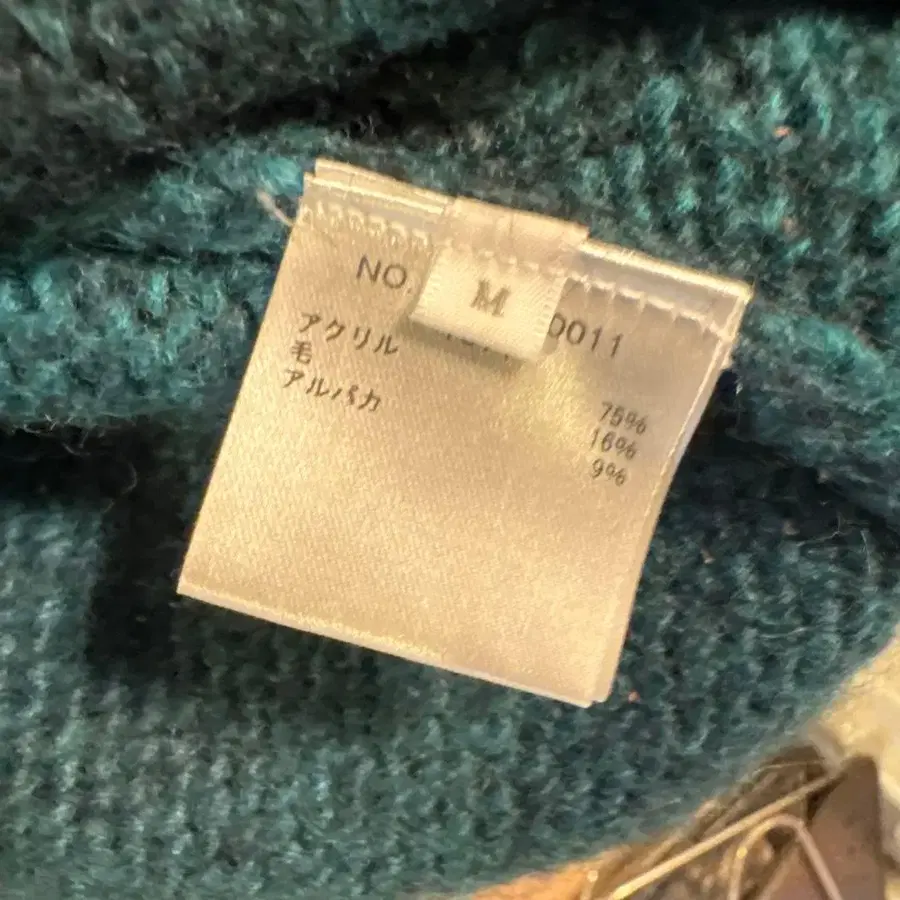 M
NO. 0011
アクリル 75%
毛 16%
アルパカ 9%